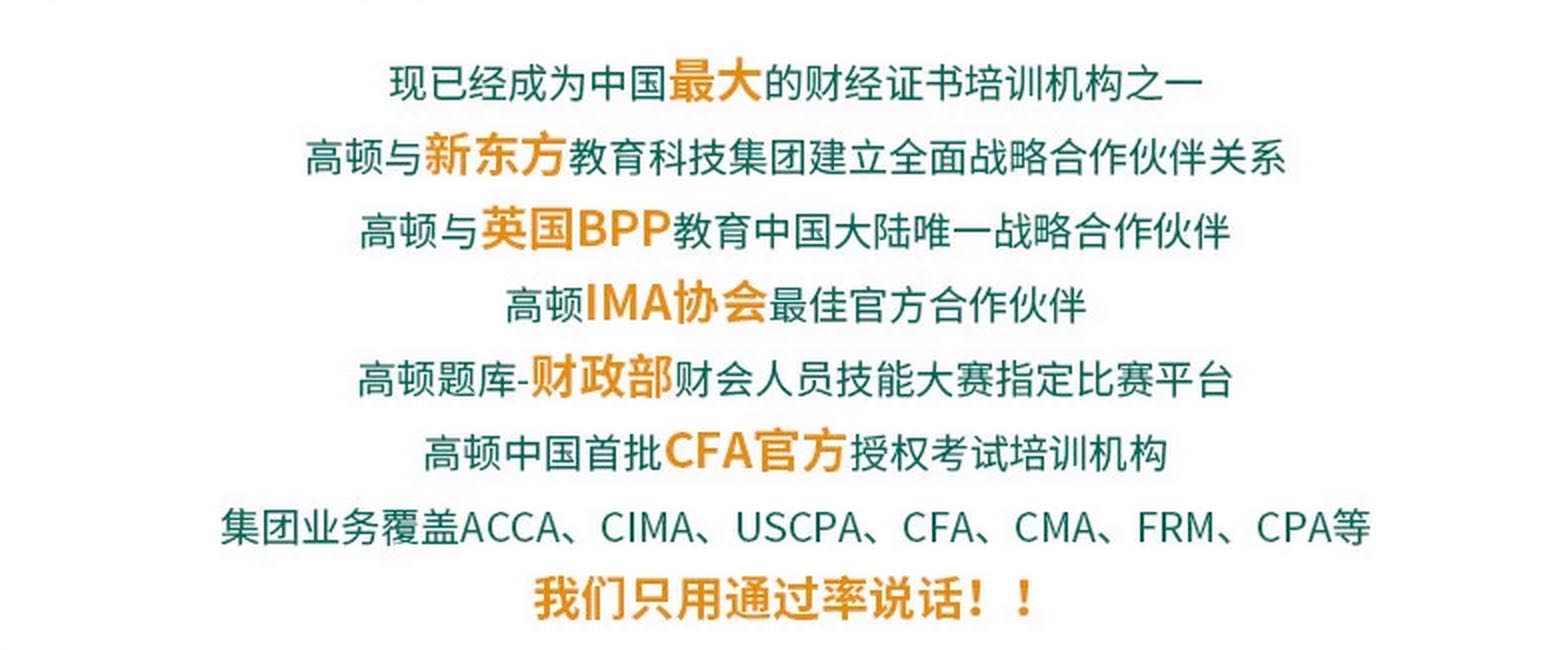 现已经成为中国最大的财经证书培训机构之一
高顿与新东方教育科技集团建立全面战略合作伙伴关系
高顿与英国BPP教育中国大陆唯一战略合作伙伴
高顿IMA协会最佳官方合作伙伴
高顿题库-财政部财会人员技能大赛指定比赛平台
高顿中国首批CFA官方授权考试培训机构
集团业务覆盖ACCA、CIMA、USCPA、CFA、CMA、FRM、CPA等
我们只用通过率说话！！